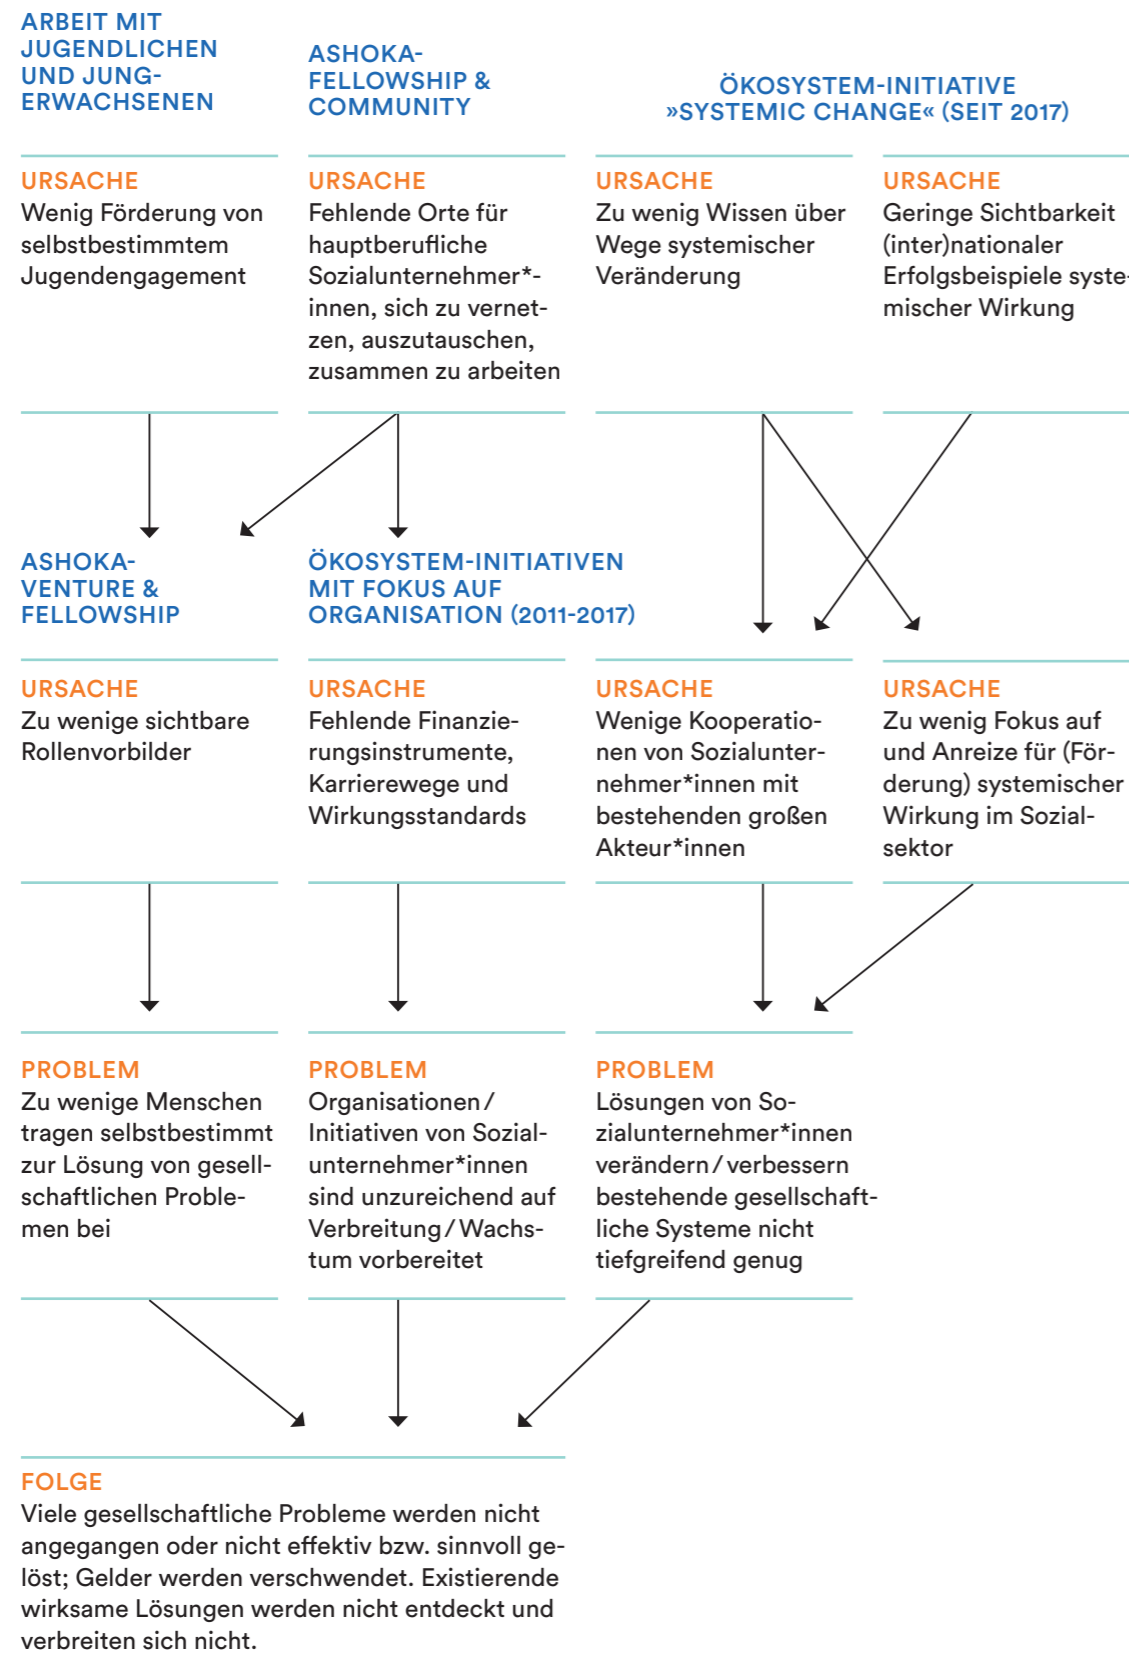 ARBEIT MIT
JUGENDLICHEN
UND JUNG-
ERWACHSENEN
ASHOKA-
FELLOWSHIP &
COMMUNITY
ÖKOSYSTEM-INITIATIVE
»SYSTEMIC CHANGE« (SEIT 2017)
URSACHE
Wenig Förderung von
selbstbestimmtem
Jugendengagement
URSACHE
Fehlende Orte für
hauptberufliche
Sozialunternehmer*-
innen, sich zu vernet-
zen, auszutauschen,
zusammen zu arbeiten
URSACHE
Zu wenig Wissen über
Wege systemischer
Veränderung
URSACHE
Geringe Sichtbarkeit
(inter)nationaler
Erfolgsbeispiele syste-
mischer Wirkung
ASHOKA-
VENTURE &
FELLOWSHIP
ÖKOSYSTEM-INITIATIVEN
MIT FOKUS AUF
ORGANISATION (2011-2017)
URSACHE
Zu wenige sichtbare
Rollenvorbilder
URSACHE
Fehlende Finanzie-
rungsinstrumente,
Karrierewege und
Wirkungsstandards
URSACHE
Wenige Kooperatio-
nen von Sozialunter-
nehmer*innen mit
bestehenden großen
Akteur*innen
URSACHE
Zu wenig Fokus auf
und Anreize für (För-
derung) systemischer
Wirkung im Sozial-
sektor
PROBLEM
Zu wenige Menschen
tragen selbstbestimmt
zur Lösung von gesell-
schaftlichen Proble-
men bei
PROBLEM
Organisationen/
Initiativen von Sozial-
unternehmer*innen
sind unzureichend auf
Verbreitung/Wachs-
tum vorbereitet
PROBLEM
Lösungen von So-
zialunternehmer*innen
verändern/verbessern
bestehende gesellschaft-
liche Systeme nicht
tiefgreifend genug
FOLGE
Viele gesellschaftliche Probleme werden nicht
angegangen oder nicht effektiv bzw. sinnvoll ge-
löst; Gelder werden verschwendet. Existierende
wirksame Lösungen werden nicht entdeckt und
verbreiten sich nicht.